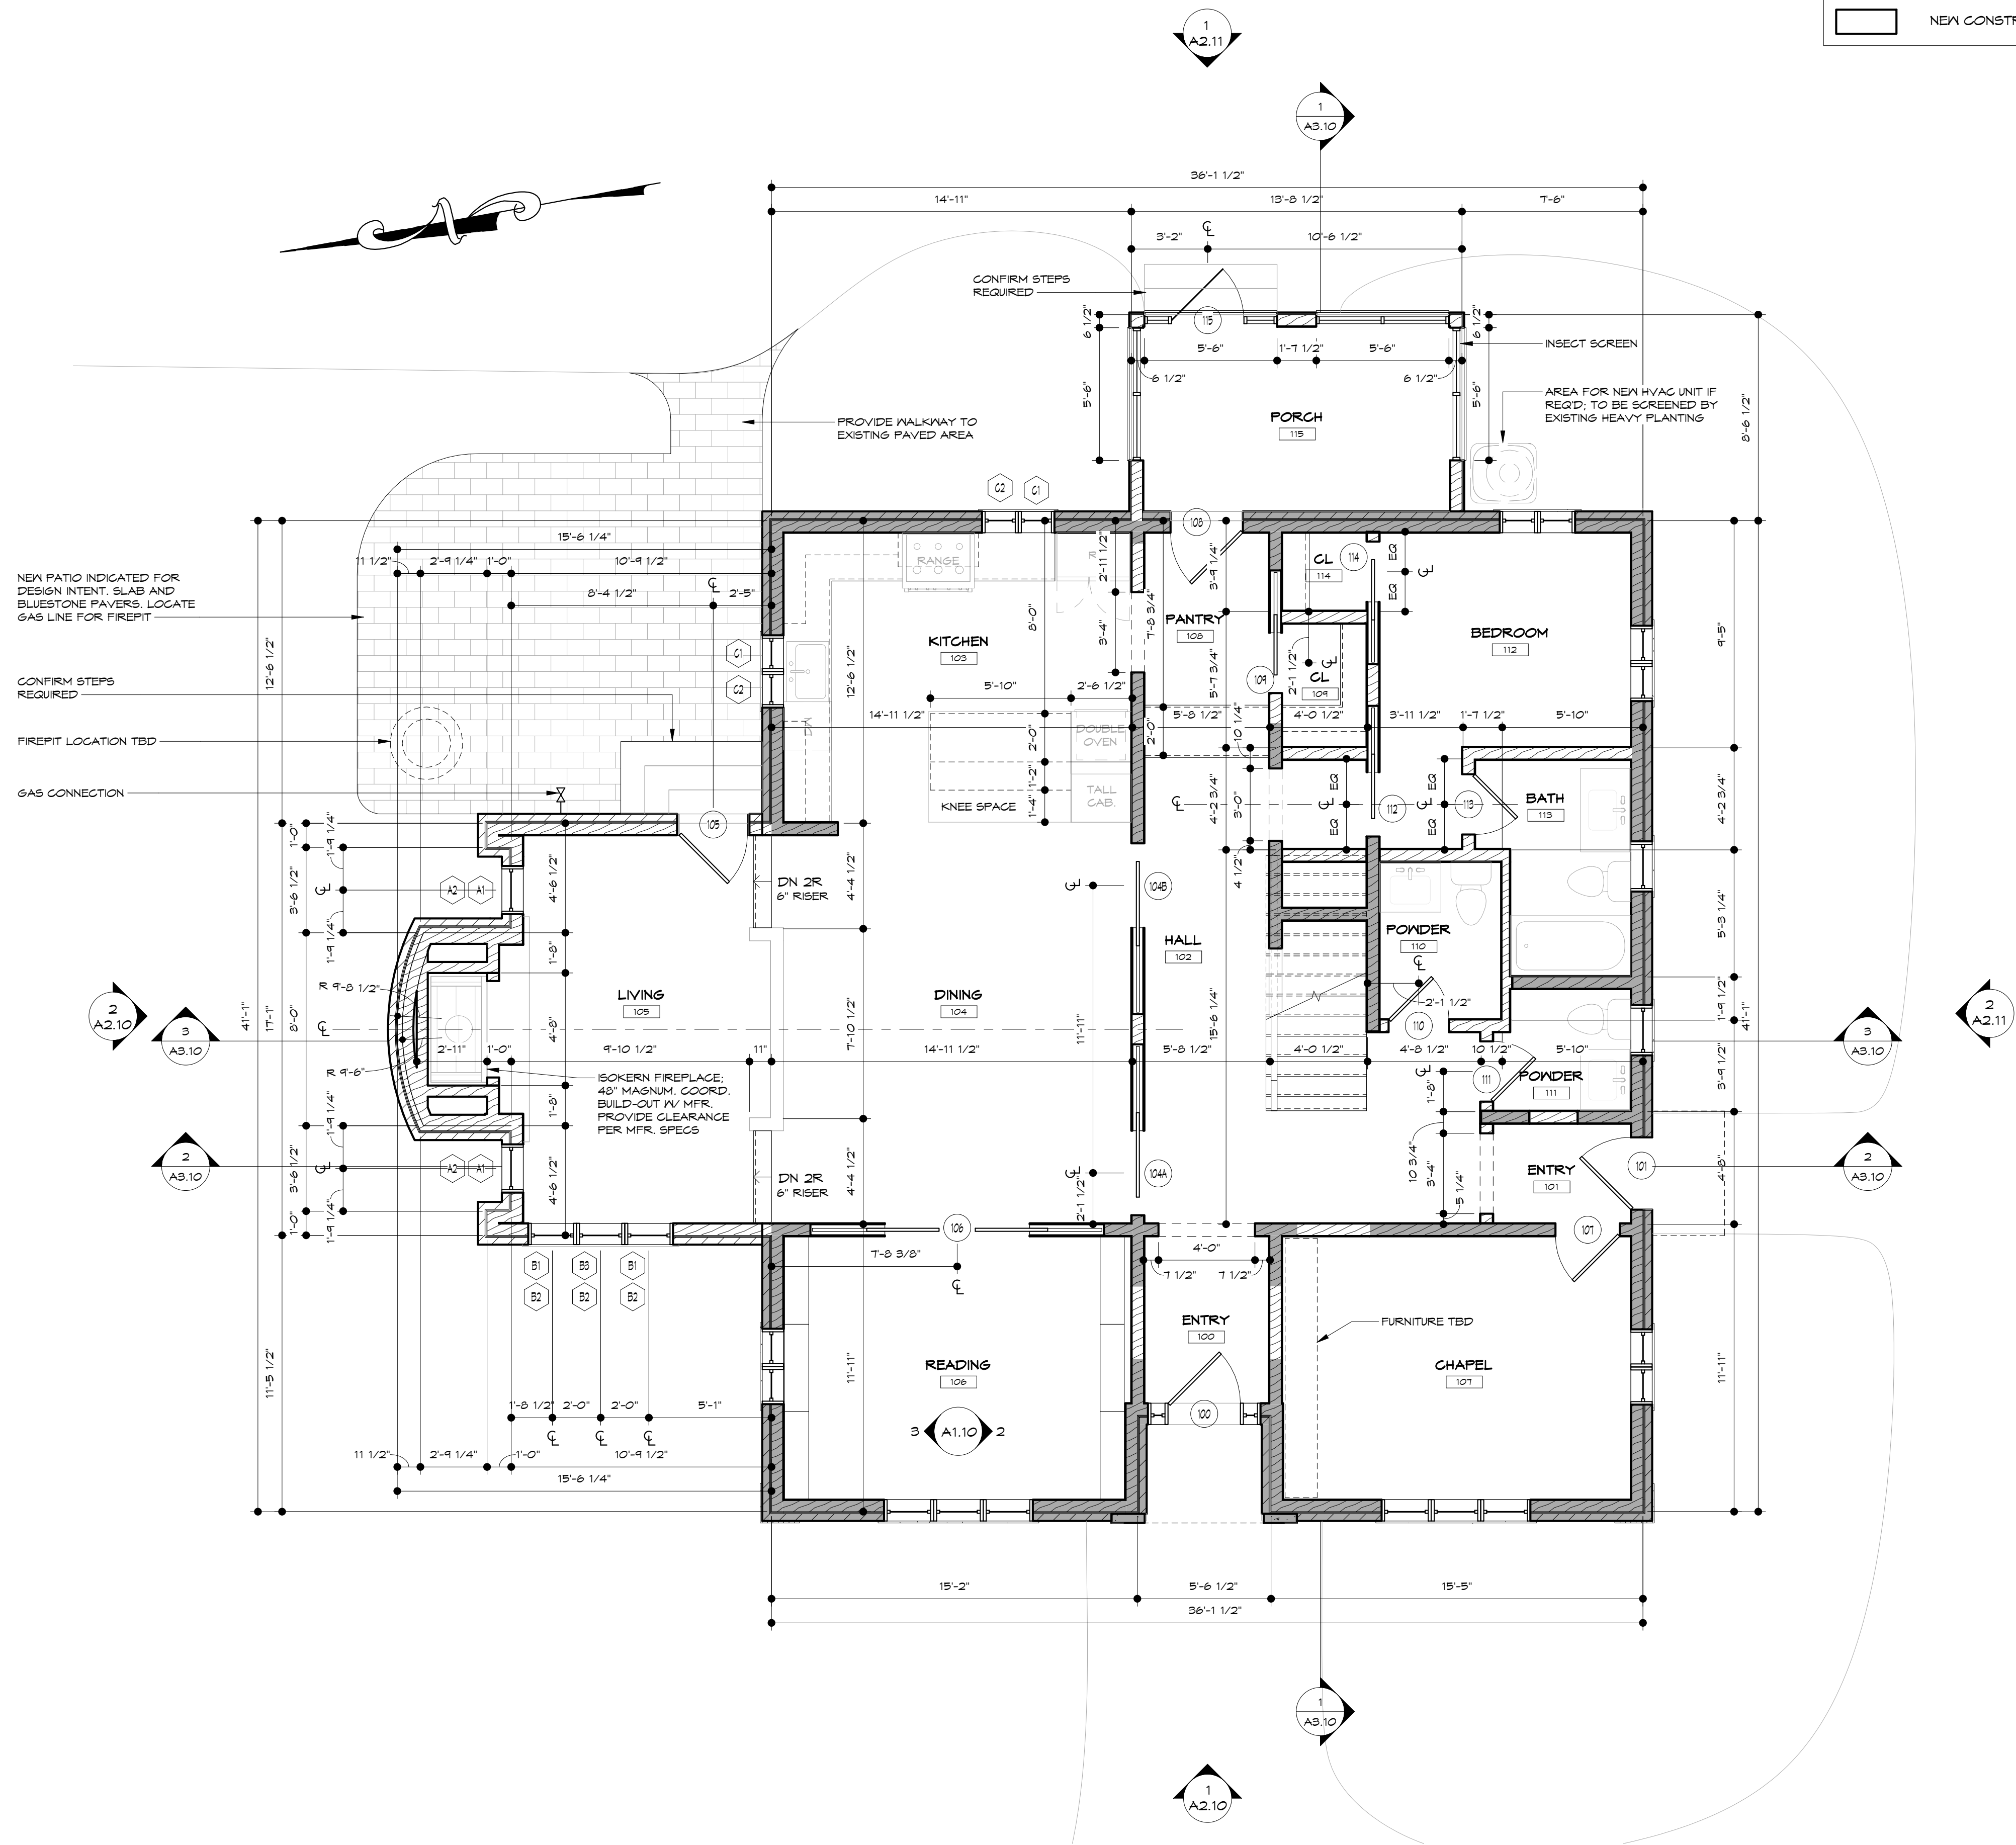 NEW CONSTR
1
A2.11
1
A3.10
36'-1 1/2"
14'-11"
13'-8 1/2"
7'-6"
3'-2"
10'-6 1/2"
CONFIRM STEPS
REQUIRED
115
6 1/2"
6 1/2"
5'-6"
1'-7 1/2"
5'-6"
INSECT SCREEN
6 1/2"
6 1/2"
5'-6"
5'-6"
AREA FOR NEW HVAC UNIT IF
REQ'D; TO BE SCREENED BY
EXISTING HEAVY PLANTING
8'-6 1/2"
PORCH
115
PROVIDE WALKWAY TO
EXISTING PAVED AREA
C2
C1
108
15'-6 1/4"
11 1/2"
2'-9 1/4"
1'-0"
10'-9 1/2"
8'-4 1/2"
2'-5"
NEW PATIO INDICATED FOR
DESIGN INTENT. SLAB AND
BLUESTONE PAVERS. LOCATE
GAS LINE FOR FIREPIT
RANGE
R
2'-11 1/2"
3'-9 1/4"
CL
114
114
EQ
EQ
8'-0"
3'-4"
7'-8 3/4"
PANTRY
108
KITCHEN
103
BEDROOM
112
9'-5"
12'-6 1/2"
12'-6 1/2"
C1
C2
5'-7 3/4"
109
2'-1 1/2"
CL
109
CONFIRM STEPS
REQUIRED
5'-10"
2'-6 1/2"
14'-11 1/2"
5'-8 1/2"
4'-0 1/2"
3'-11 1/2"
1'-7 1/2"
5'-10"
FIREPIT LOCATION TBD
DOUBLE
OVEN
2'-0"
2'-0"
10 1/4"
1'-2"
1'-4"
TALL
CAB.
KNEE SPACE
GAS CONNECTION
4'-2 3/4"
3'-0"
EQ
EQ
EQ
EQ
112
113
BATH
113
4'-2 3/4"
105
1'-0"
1'-9 1/4"
3'-6 1/2"
1'-9 1/4"
A2
A1
4'-6 1/2"
DN 2R
6" RISER
4'-4 1/2"
4 1/2"
104B
HALL
102
POWDER
110
5'-3 1/4"
1'-8"
R 9'-8 1/2"
LIVING
105
DINING
104
2'-1 1/2"
110
1'-9 1/2"
41'-1"
2
A2.10
3
A3.10
41'-1"
17'-1"
8'-0"
4'-8"
7'-10 1/2"
11'-11"
15'-6 1/4"
3
A3.10
2
A2.11
2'-11"
1'-0"
9'-10 1/2"
11"
14'-11 1/2"
5'-8 1/2"
4'-0 1/2"
4'-8 1/2"
10 1/2"
5'-10"
R 9'-6"
ISOKERN FIREPLACE;
48" MAGNUM. COORD.
BUILD-OUT W/ MFR.
PROVIDE CLEARANCE
PER MFR. SPECS
1'-8"
111
POWDER
111
3'-9 1/2"
1'-8"
1'-9 1/4"
3'-6 1/2"
1'-9 1/4"
1'-0"
2
A3.10
A2
A1
4'-6 1/2"
DN 2R
6" RISER
4'-4 1/2"
2'-1 1/2"
104A
10 3/4"
3'-4"
5 1/4"
ENTRY
101
101
4'-8"
2
A3.10
106
107
7'-8 3/8"
4'-0"
7 1/2"
7 1/2"
B1
B3
B1
B2
B2
B2
ENTRY
100
FURNITURE TBD
11'-5 1/2"
READING
106
11'-11"
CHAPEL
107
11'-11"
1'-8 1/2"
2'-0"
2'-0"
5'-1"
100
3
A1.10
2
11 1/2"
2'-9 1/4"
1'-0"
10'-9 1/2"
15'-6 1/4"
15'-2"
5'-6 1/2"
15'-5"
36'-1 1/2"
1
A3.10
1
A2.10